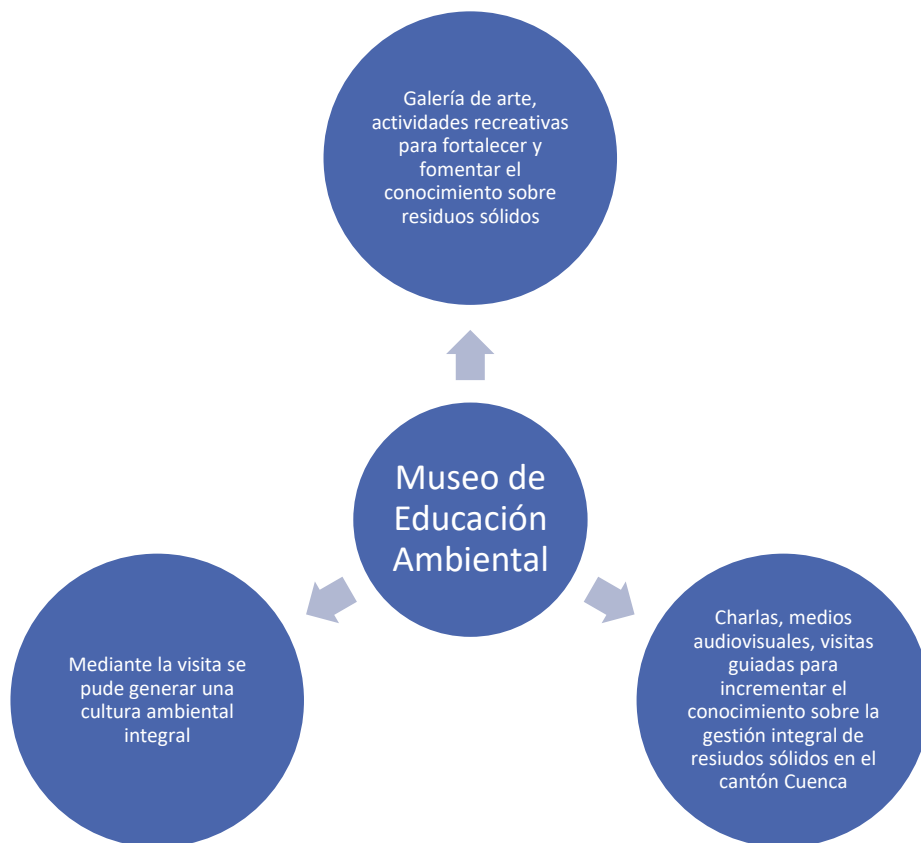 Galería de arte,
actividades recreativas
para fortalecer y
fomentar el
conocimiento sobre
residuos sólidos
Museo de
Educación
Ambiental
Mediante la visita se
pude generar una
cultura ambiental
integral
Charlas, medios
audiovisuales, visitas
guiadas para
incrementar el
conocimiento sobre la
gestión integral de
resiudos sólidos en el
cantón Cuenca